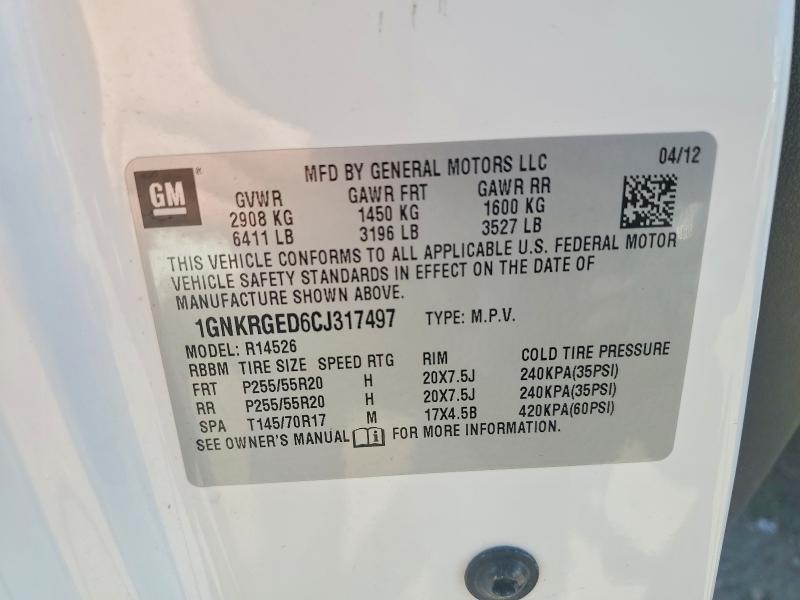 MFD BY GENERAL MOTORS LLC 04/12
GM
GVWR GAWR FRT GAWR RR
2908 KG 1450 KG 1600 KG
6411 LB 3196 LB 3527 LB
THIS VEHICLE CONFORMS TO ALL APPLICABLE U.S. FEDERAL MOTOR
VEHICLE SAFETY STANDARDS IN EFFECT ON THE DATE OF
MANUFACTURE SHOWN ABOVE.
1GNKRGED6CJ317497 TYPE: M.P.V.
MODEL: R14526
RBBM TIRE SIZE SPEED RTG RIM COLD TIRE PRESSURE
FRT P255/55R20 H 20X7.5J 240KPA(35PSI)
RR P255/55R20 H 20X7.5J 240KPA(35PSI)
SPA T145/70R17 M 17X4.5B 420KPA(60PSI)
SEE OWNER'S MANUAL FOR MORE INFORMATION.